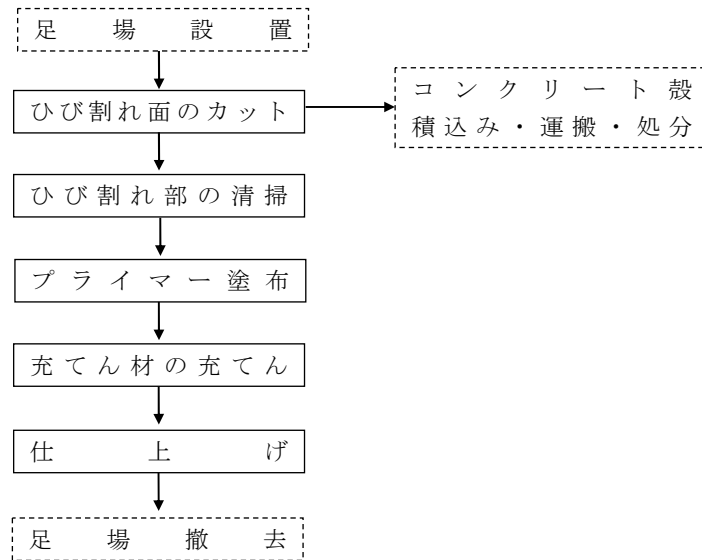 足場設置
ひび割れ面のカット
コンクリート殻
積込み・運搬・処分
ひび割れ部の清掃
プライマー塗布
充てん材の充てん
仕上げ
足場撤去